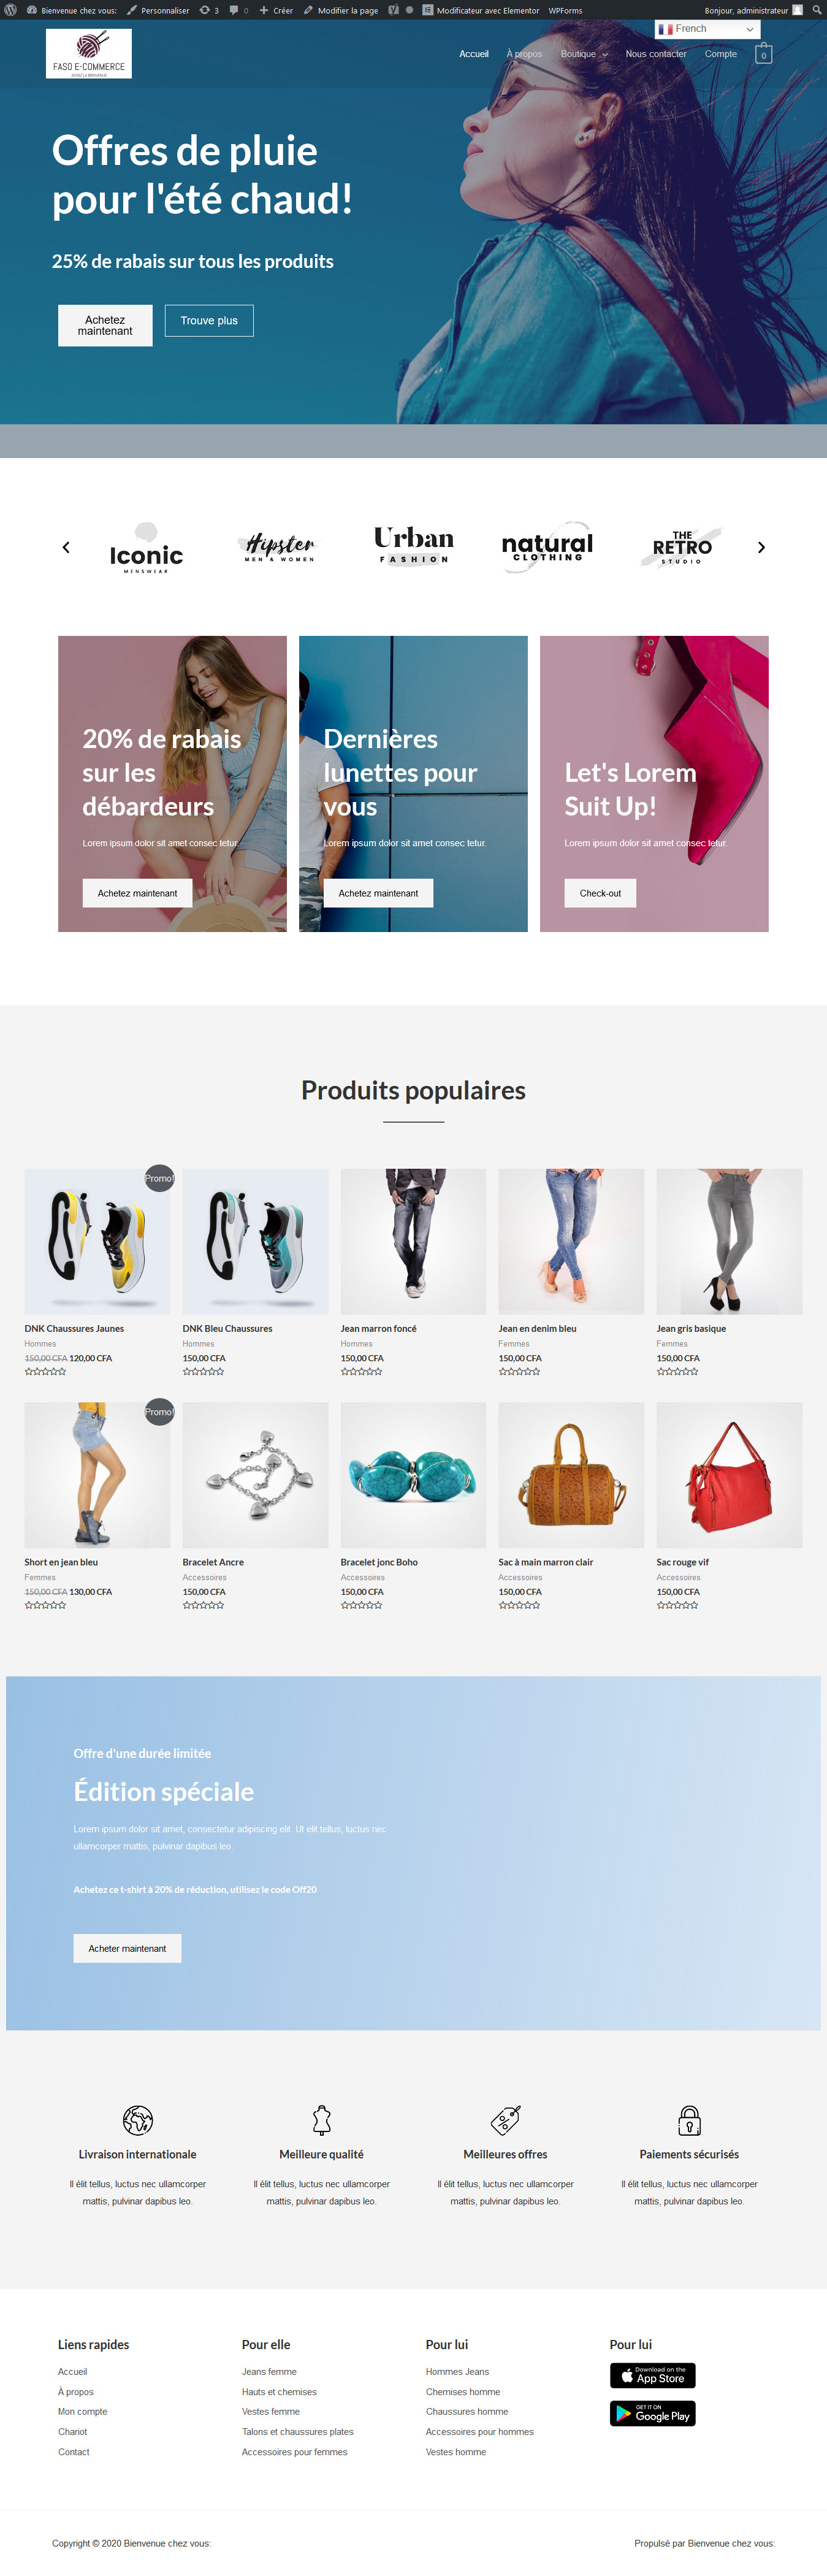 Bienvenue chez vous: Personnaliser 3 0 Créer Modifier la page Modificateur avec Elementor WPForms Bonjour, administrateur
French
FASO E-COMMERCE
SOYEZ LA BIENVENUE
Accueil À propos Boutique Nous contacter Compte 0
Offres de pluie
pour l'été chaud!
25% de rabais sur tous les produits
Achetez
maintenant
Trouve plus
Iconic
MENSWEAR
Hipster
MEN & WOMEN
Urban
FASHION
natural
CLOTHING
THE
RETRO
STUDIO
20% de rabais
sur les
débardeurs
Lorem ipsum dolor sit amet consec tetur.
Achetez maintenant
Dernières
lunettes pour
vous
Lorem ipsum dolor sit amet consec tetur.
Achetez maintenant
Let's Lorem
Suit Up!
Lorem ipsum dolor sit amet consec tetur.
Check-out
Produits populaires
Promo!
DNK Chaussures Jaunes
Hommes
150,00 CFA 120,00 CFA
DNK Bleu Chaussures
Hommes
150,00 CFA
Jean marron foncé
Hommes
150,00 CFA
Jean en denim bleu
Femmes
150,00 CFA
Jean gris basique
Femmes
150,00 CFA
Promo!
Short en jean bleu
Femmes
150,00 CFA 130,00 CFA
Bracelet Ancre
Accessoires
150,00 CFA
Bracelet jonc Boho
Accessoires
150,00 CFA
Sac à main marron clair
Accessoires
150,00 CFA
Sac rouge vif
Accessoires
150,00 CFA
Offre d'une durée limitée
Édition spéciale
Lorem ipsum dolor sit amet, consectetur adipiscing elit. Ut elit tellus, luctus nec
ullamcorper mattis, pulvinar dapibus leo.
Achetez ce t-shirt à 20% de réduction, utilisez le code Off20
Acheter maintenant
Livraison internationale
Il élit tellus, luctus nec ullamcorper
mattis, pulvinar dapibus leo.
Meilleure qualité
Il élit tellus, luctus nec ullamcorper
mattis, pulvinar dapibus leo.
Meilleures offres
Il élit tellus, luctus nec ullamcorper
mattis, pulvinar dapibus leo.
Paiements sécurisés
Il élit tellus, luctus nec ullamcorper
mattis, pulvinar dapibus leo.
Liens rapides
Accueil
À propos
Mon compte
Chariot
Contact
Pour elle
Jeans femme
Hauts et chemises
Vestes femme
Talons et chaussures plates
Accessoires pour femmes
Pour lui
Hommes Jeans
Chemises homme
Chaussures homme
Accessoires pour hommes
Vestes homme
Pour lui
Download on the
App Store
GET IT ON
Google Play
Copyright © 2020 Bienvenue chez vous:
Propulsé par Bienvenue chez vous: